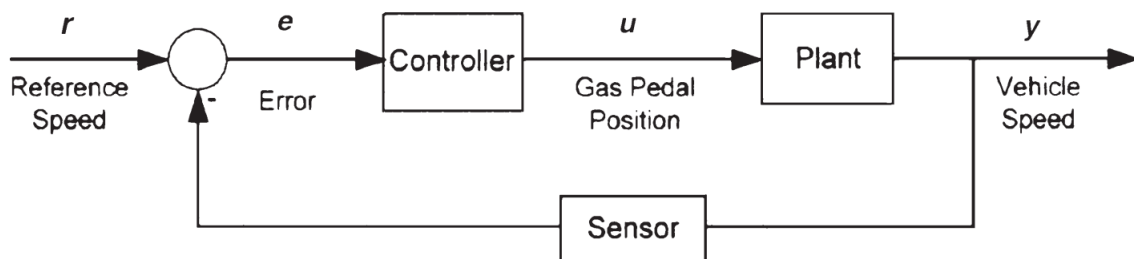 r
e
u
y
Controller
Plant
Reference
Speed
-
Error
Gas Pedal
Position
Vehicle
Speed
Sensor